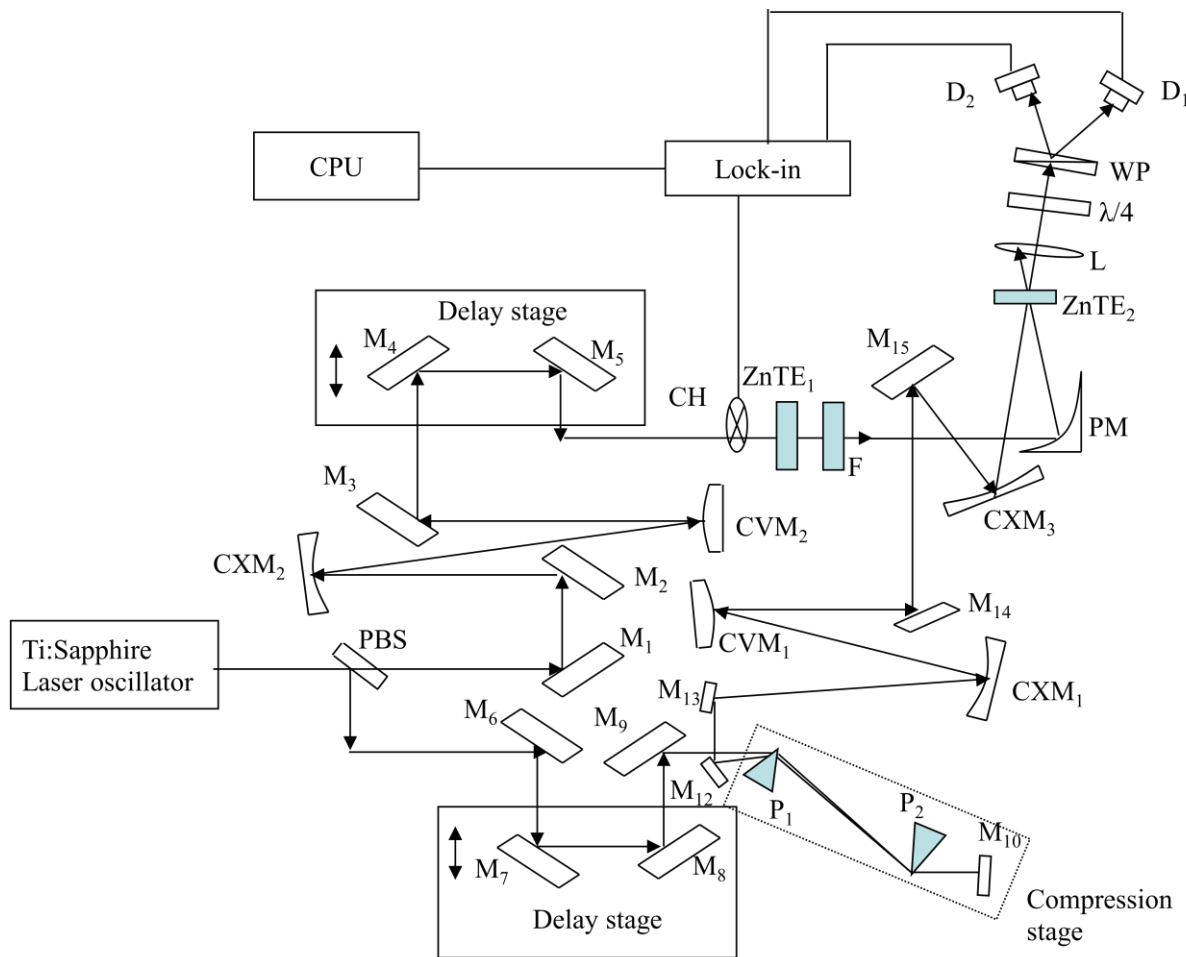 D₂
D₁
CPU
Lock-in
WP
λ/4
L
Delay stage
ZnTE₂
M₄
M₅
M₁₅
ZnTE₁
CH
PM
F
M₃
CVM₂
CXM₃
CXM₂
M₂
M₁₄
PBS
M₁
CVM₁
Ti:Sapphire
Laser oscillator
CXM₁
M₁₃
M₆
M₉
M₁₂
P₁
P₂
M₁₀
M₇
M₈
Delay stage
Compression
stage